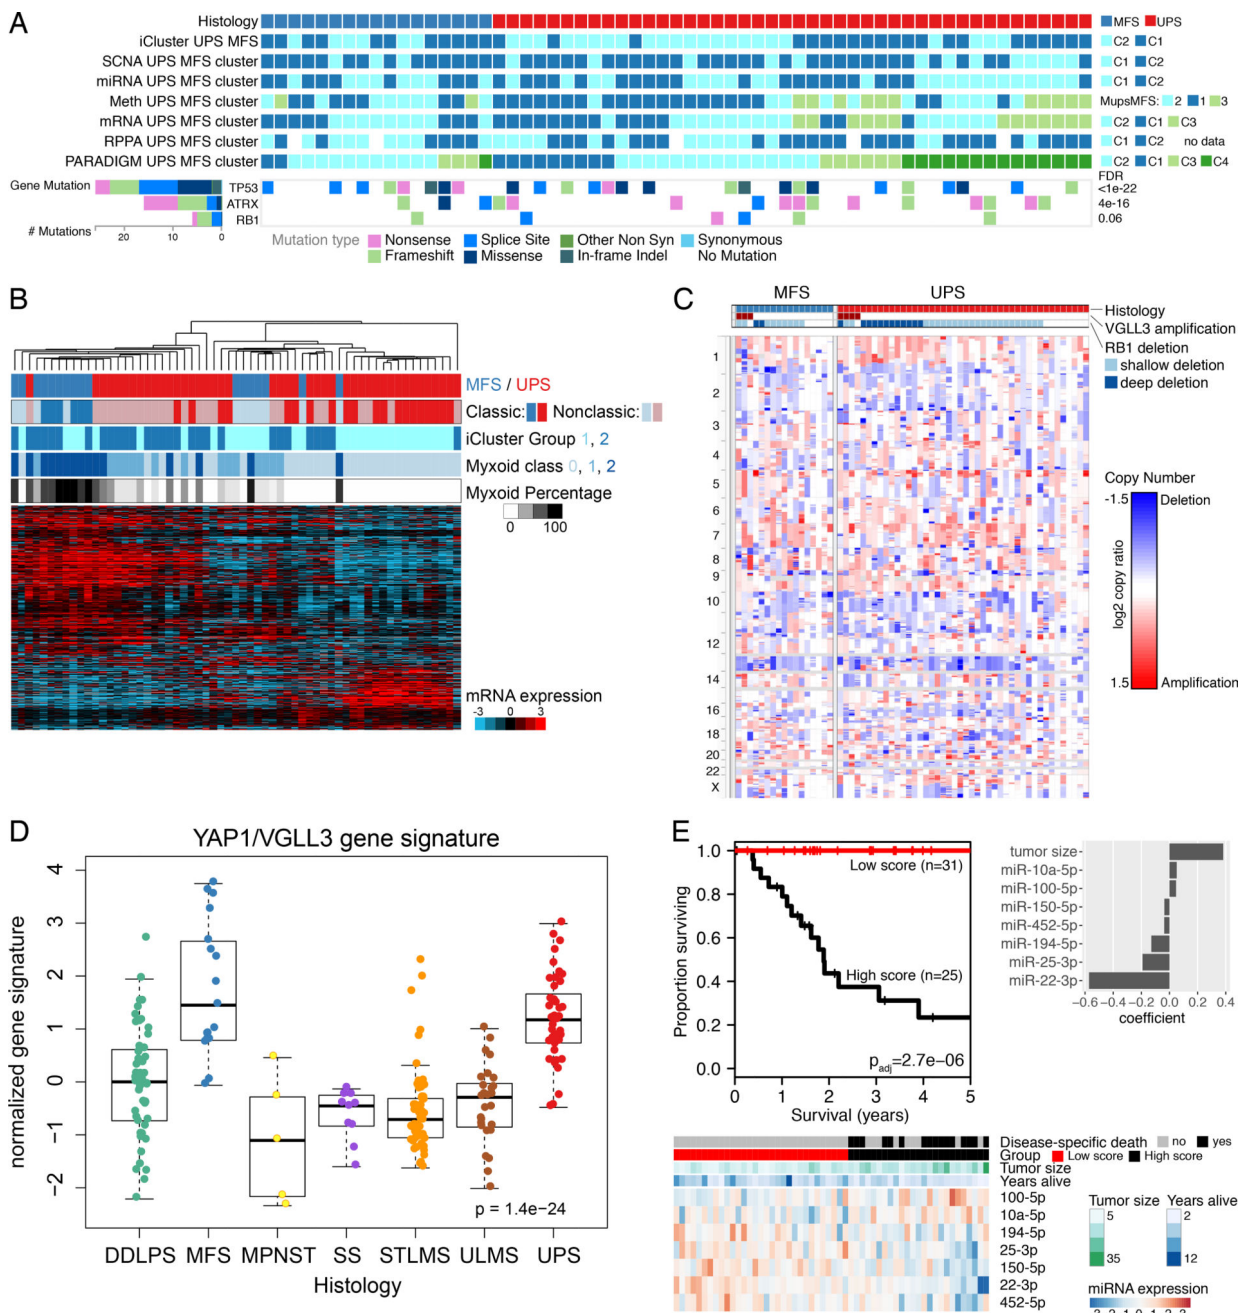 A
Histology
MFS UPS
iCluster UPS MFS
C2 C1
SCNA UPS MFS cluster
C1 C2
miRNA UPS MFS cluster
C1 C2
Meth UPS MFS cluster
MupsMFS: 2 1 3
mRNA UPS MFS cluster
C2 C1 C3
RPPA UPS MFS cluster
C1 C2 no data
PARADIGM UPS MFS cluster
C2 C1 C3 C4
FDR
Gene Mutation
TP53
<1e-22
ATRX
4e-16
RB1
0.06
# Mutations
20 10 0
Mutation type
Nonsense Splice Site Other Non Syn Synonymous
Frameshift Missense In-frame Indel No Mutation
B
MFS / UPS
Classic: Nonclassic:
iCluster Group 1, 2
Myxoid class 0, 1, 2
Myxoid Percentage
0 100
mRNA expression
-3 0 3
C
MFS UPS
Histology
VGLL3 amplification
RB1 deletion
shallow deletion
deep deletion
1
2
3
4
5
6
7
8
9
10
12
14
16
18
20
22
X
Copy Number
-1.5 Deletion
log2 copy ratio
1.5 Amplification
D
YAP1/VGLL3 gene signature
normalized gene signature
4
3
2
1
0
−1
−2
p = 1.4e−24
DDLPS MFS MPNST SS STLMS ULMS UPS
Histology
E
Proportion surviving
1.0
0.8
0.6
0.4
0.2
0.0
Low score (n=31)
High score (n=25)
padj=2.7e−06
0 1 2 3 4 5
Survival (years)
tumor size
miR-10a-5p
miR-100-5p
miR-150-5p
miR-452-5p
miR-194-5p
miR-25-3p
miR-22-3p
−0.6 −0.4 −0.2 0.0 0.2 0.4
coefficient
Disease-specific death no yes
Group Low score High score
Tumor size
Years alive
100-5p
10a-5p
194-5p
25-3p
150-5p
22-3p
452-5p
Tumor size Years alive
5 2
35 12
miRNA expression